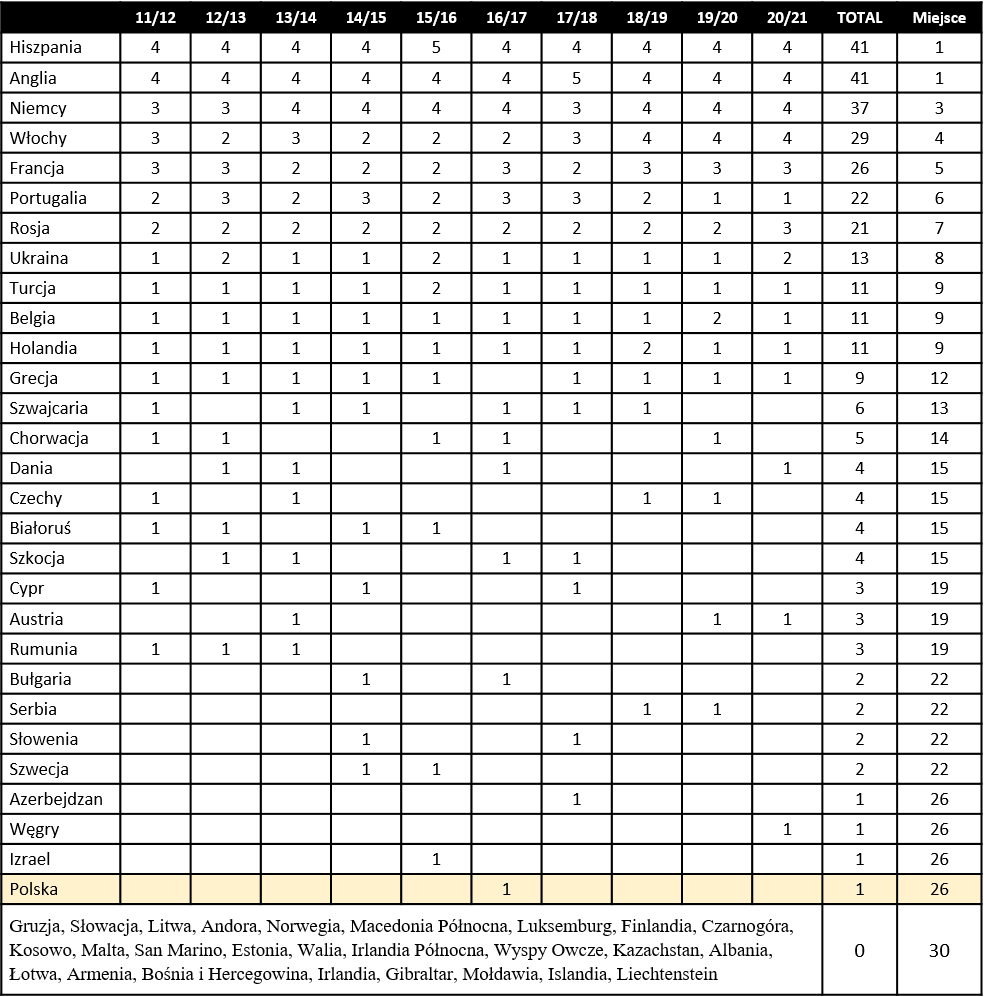 11/12 12/13 13/14 14/15 15/16 16/17 17/18 18/19 19/20 20/21 TOTAL Miejsce
Hiszpania 4 4 4 4 5 4 4 4 4 4 41 1
Anglia 4 4 4 4 4 4 5 4 4 4 41 1
Niemcy 3 3 4 4 4 4 3 4 4 4 37 3
Włochy 3 2 3 2 2 2 3 4 4 4 29 4
Francja 3 3 2 2 2 3 2 3 3 3 26 5
Portugalia 2 3 2 3 2 3 3 2 1 1 22 6
Rosja 2 2 2 2 2 2 2 2 2 3 21 7
Ukraina 1 2 1 1 2 1 1 1 1 2 13 8
Turcja 1 1 1 1 2 1 1 1 1 1 11 9
Belgia 1 1 1 1 1 1 1 1 2 1 11 9
Holandia 1 1 1 1 1 1 1 2 1 1 11 9
Grecja 1 1 1 1 1 1 1 1 1 9 12
Szwajcaria 1 1 1 1 1 1 6 13
Chorwacja 1 1 1 1 1 5 14
Dania 1 1 1 1 4 15
Czechy 1 1 1 1 4 15
Białoruś 1 1 1 1 4 15
Szkocja 1 1 1 1 4 15
Cypr 1 1 1 3 19
Austria 1 1 1 3 19
Rumunia 1 1 1 3 19
Bułgaria 1 1 2 22
Serbia 1 1 2 22
Słowenia 1 1 2 22
Szwecja 1 1 2 22
Azerbejdzan 1 1 26
Węgry 1 1 26
Izrael 1 1 26
Polska 1 1 26
Gruzja, Słowacja, Litwa, Andora, Norwegia, Macedonia Północna, Luksemburg, Finlandia, Czarnogóra,
Kosowo, Malta, San Marino, Estonia, Walia, Irlandia Północna, Wyspy Owcze, Kazachstan, Albania, 0 30
Łotwa, Armenia, Bośnia i Hercegowina, Irlandia, Gibraltar, Mołdawia, Islandia, Liechtenstein